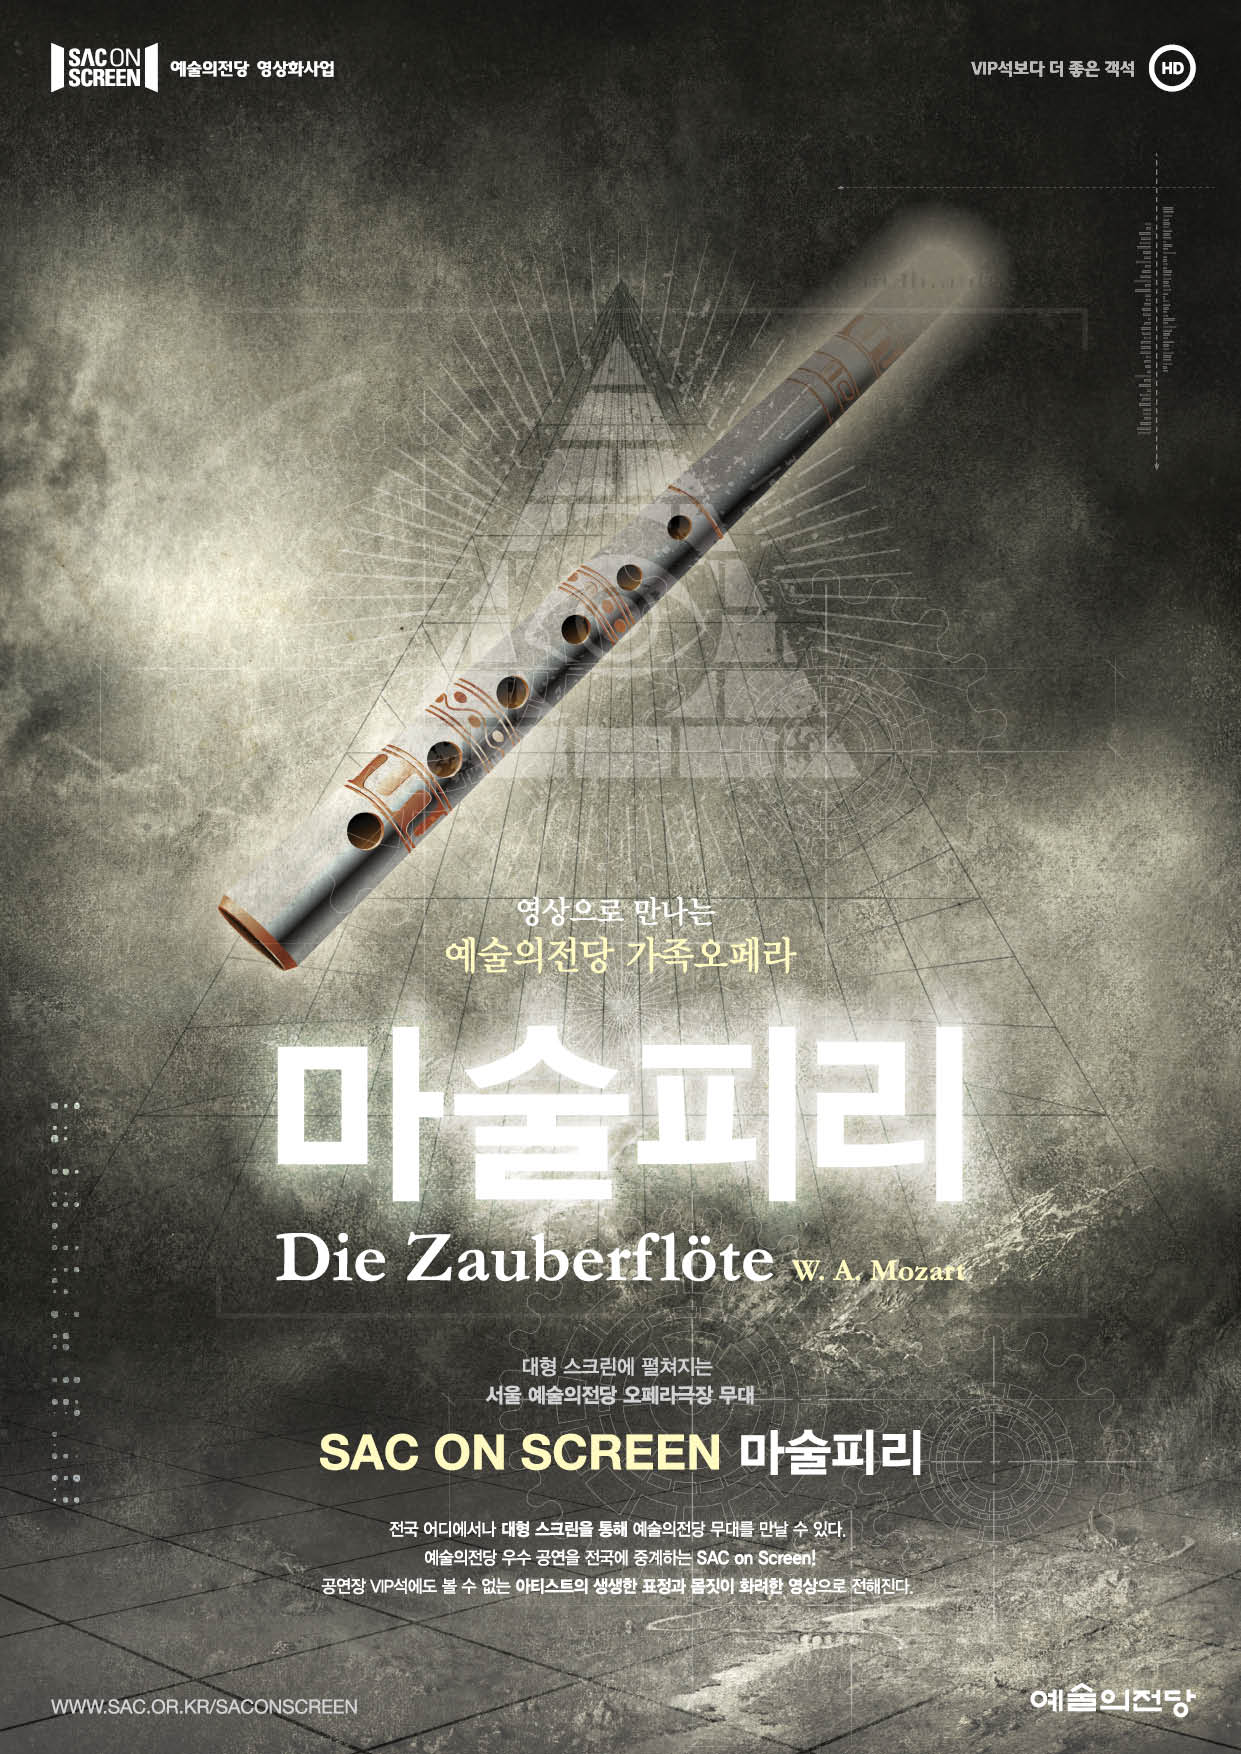 SAC ON
SCREEN
예술의전당 영상화사업
VIP석보다 더 좋은 객석
HD
영상으로 만나는
예술의전당 가족오페라
마술피리
Die Zauberflöte W. A. Mozart
대형 스크린에 펼쳐지는
서울 예술의전당 오페라극장 무대
SAC ON SCREEN 마술피리
전국 어디에서나 대형 스크린을 통해 예술의전당 무대를 만날 수 있다.
예술의전당 우수 공연을 전국에 중계하는 SAC on Screen!
공연장 VIP석에도 볼 수 없는 아티스트의 생생한 표정과 몸짓이 화려한 영상으로 전해진다.
WWW.SAC.OR.KR/SACONSCREEN
예술의전당